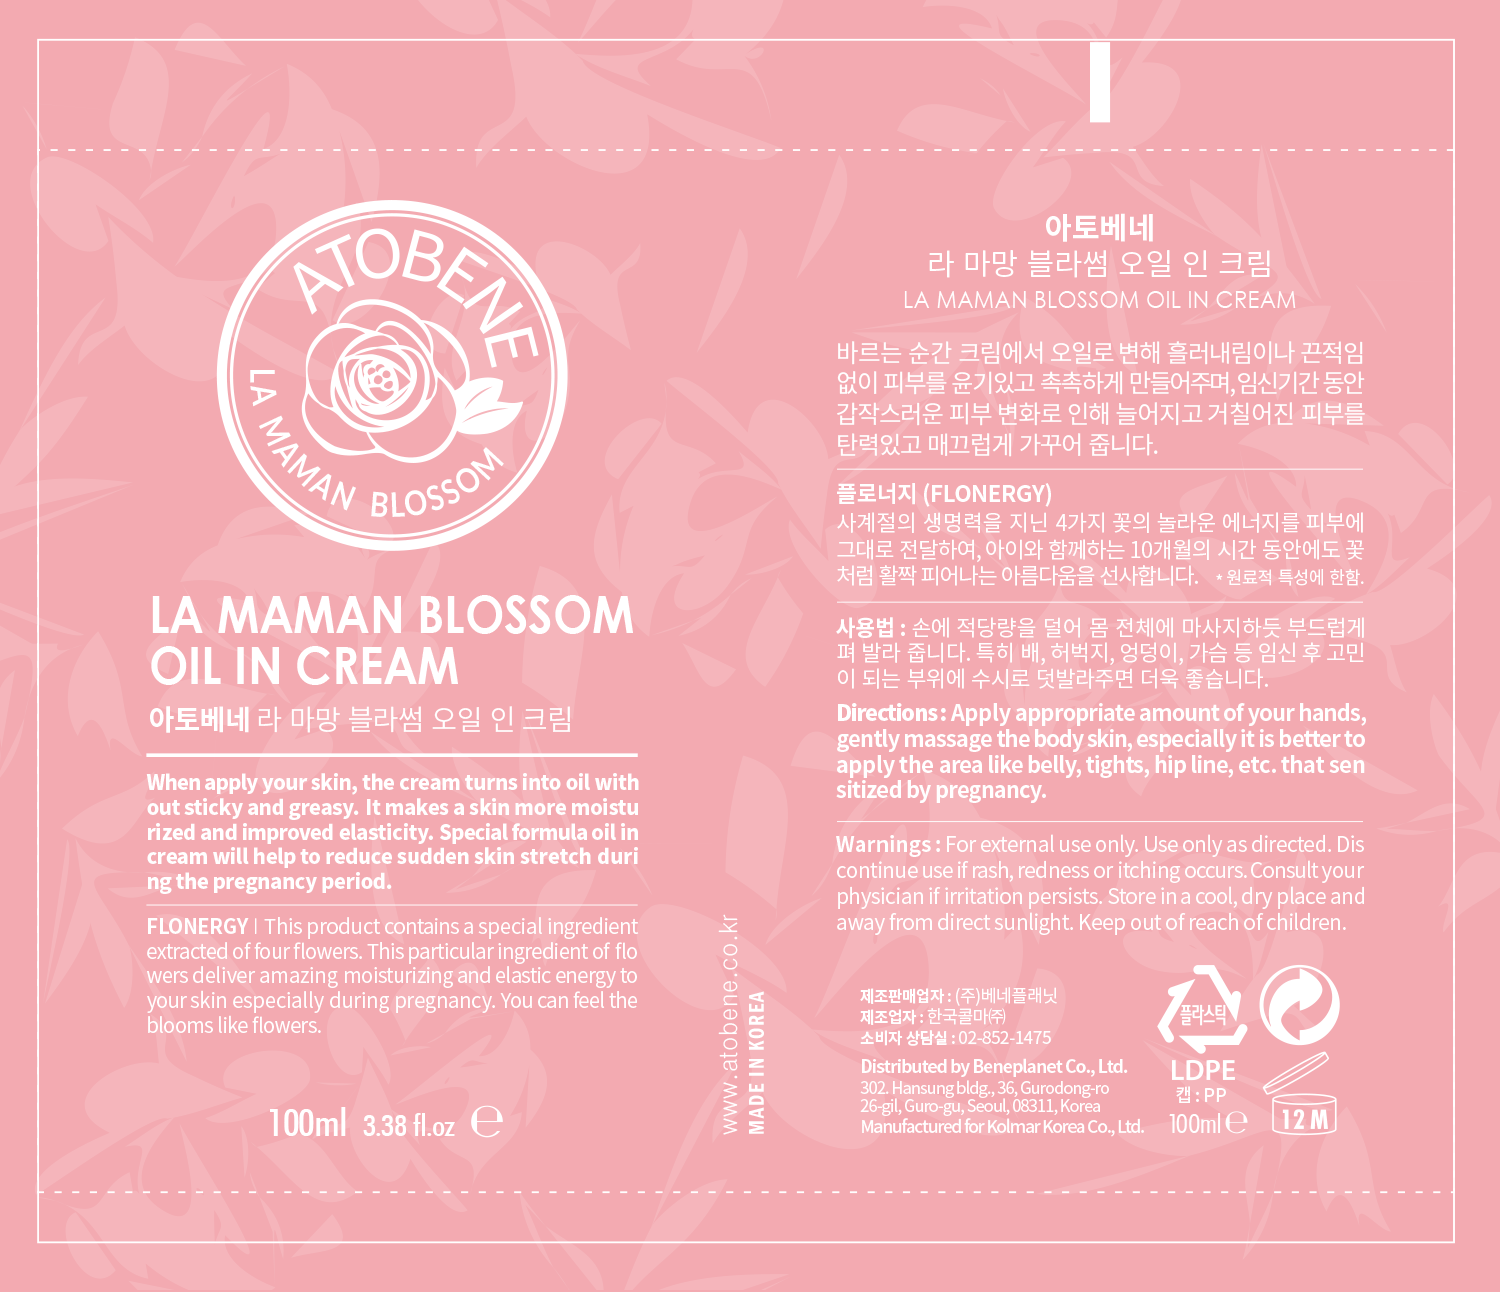 ATOBENE
LA MAMAN BLOSSOM
LA MAMAN BLOSSOM
OIL IN CREAM
아토베네 라 마망 블라썸 오일 인 크림
When apply your skin, the cream turns into oil with
out sticky and greasy. It makes a skin more moistu
rized and improved elasticity. Special formula oil in
cream will help to reduce sudden skin stretch duri
ng the pregnancy period.
FLONERGY | This product contains a special ingredient
extracted of four flowers. This particular ingredient of flo
wers deliver amazing moisturizing and elastic energy to
your skin especially during pregnancy. You can feel the
blooms like flowers.
100ml 3.38 fl.oz ℮
www.atobene.co.kr
MADE IN KOREA
아토베네
라 마망 블라썸 오일 인 크림
LA MAMAN BLOSSOM OIL IN CREAM
바르는 순간 크림에서 오일로 변해 흘러내림이나 끈적임
없이 피부를 윤기있고 촉촉하게 만들어주며, 임신기간 동안
갑작스러운 피부 변화로 인해 늘어지고 거칠어진 피부를
탄력있고 매끄럽게 가꾸어 줍니다.
플로너지 (FLONERGY)
사계절의 생명력을 지닌 4가지 꽃의 놀라운 에너지를 피부에
그대로 전달하여, 아이와 함께하는 10개월의 시간 동안에도 꽃
처럼 활짝 피어나는 아름다움을 선사합니다. * 원료적 특성에 한함.
사용법 : 손에 적당량을 덜어 몸 전체에 마사지하듯 부드럽게
펴 발라 줍니다. 특히 배, 허벅지, 엉덩이, 가슴 등 임신 후 고민
이 되는 부위에 수시로 덧발라주면 더욱 좋습니다.
Directions : Apply appropriate amount of your hands,
gently massage the body skin, especially it is better to
apply the area like belly, tights, hip line, etc. that sen
sitized by pregnancy.
Warnings : For external use only. Use only as directed. Dis
continue use if rash, redness or itching occurs. Consult your
physician if irritation persists. Store in a cool, dry place and
away from direct sunlight. Keep out of reach of children.
제조판매업자 : (주)베네플래닛
제조업자 : 한국콜마㈜
소비자 상담실 : 02-852-1475
Distributed by Beneplanet Co., Ltd.
302. Hansung bldg., 36, Gurodong-ro
26-gil, Guro-gu, Seoul, 08311, Korea
Manufactured for Kolmar Korea Co., Ltd.
플라스틱
LDPE
캡 : PP
100ml ℮
12 M